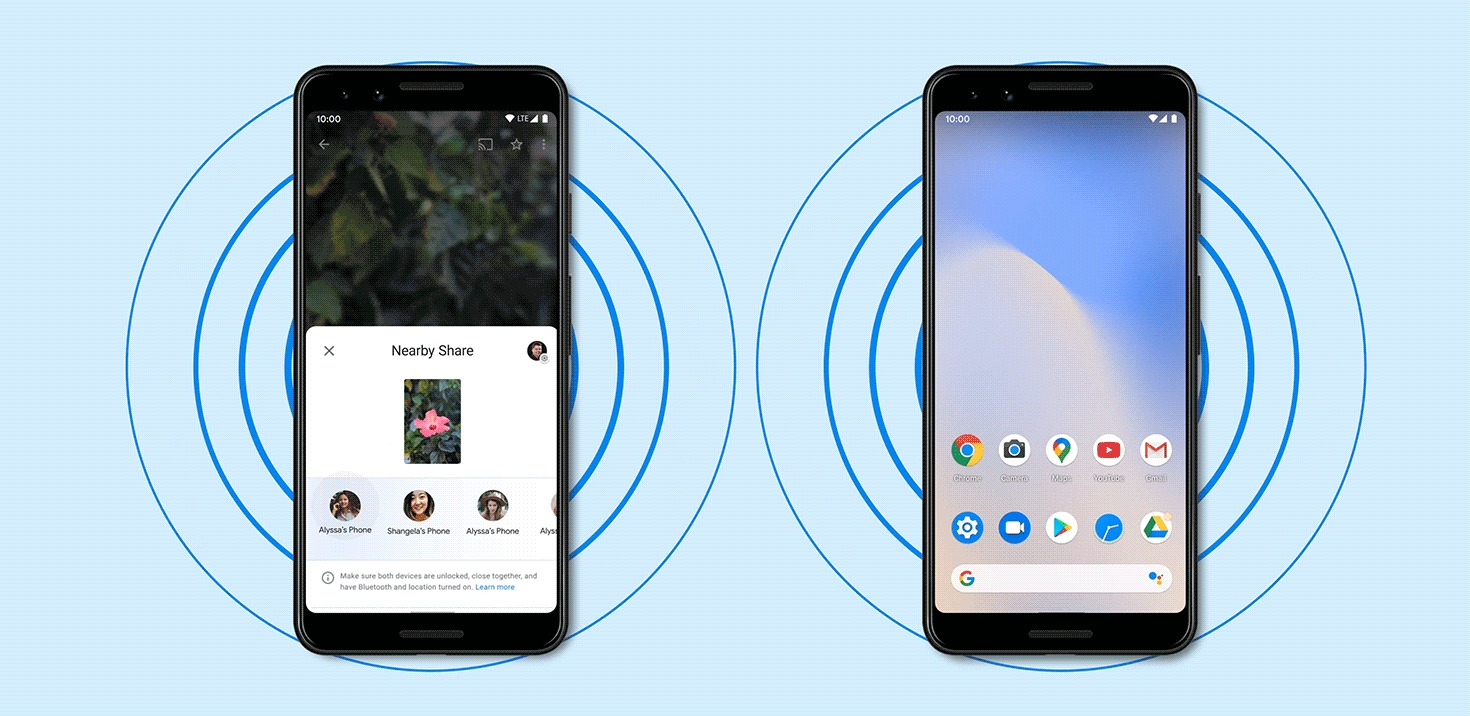 10:00
LTE
Nearby Share
Alyssa's Phone
Shangela's Phone
Alyssa's Phone
Alys
Make sure both devices are unlocked, close together, and
have Bluetooth and location turned on. Learn more
10:00
Chrome
Camera
Maps
YouTube
Gmail